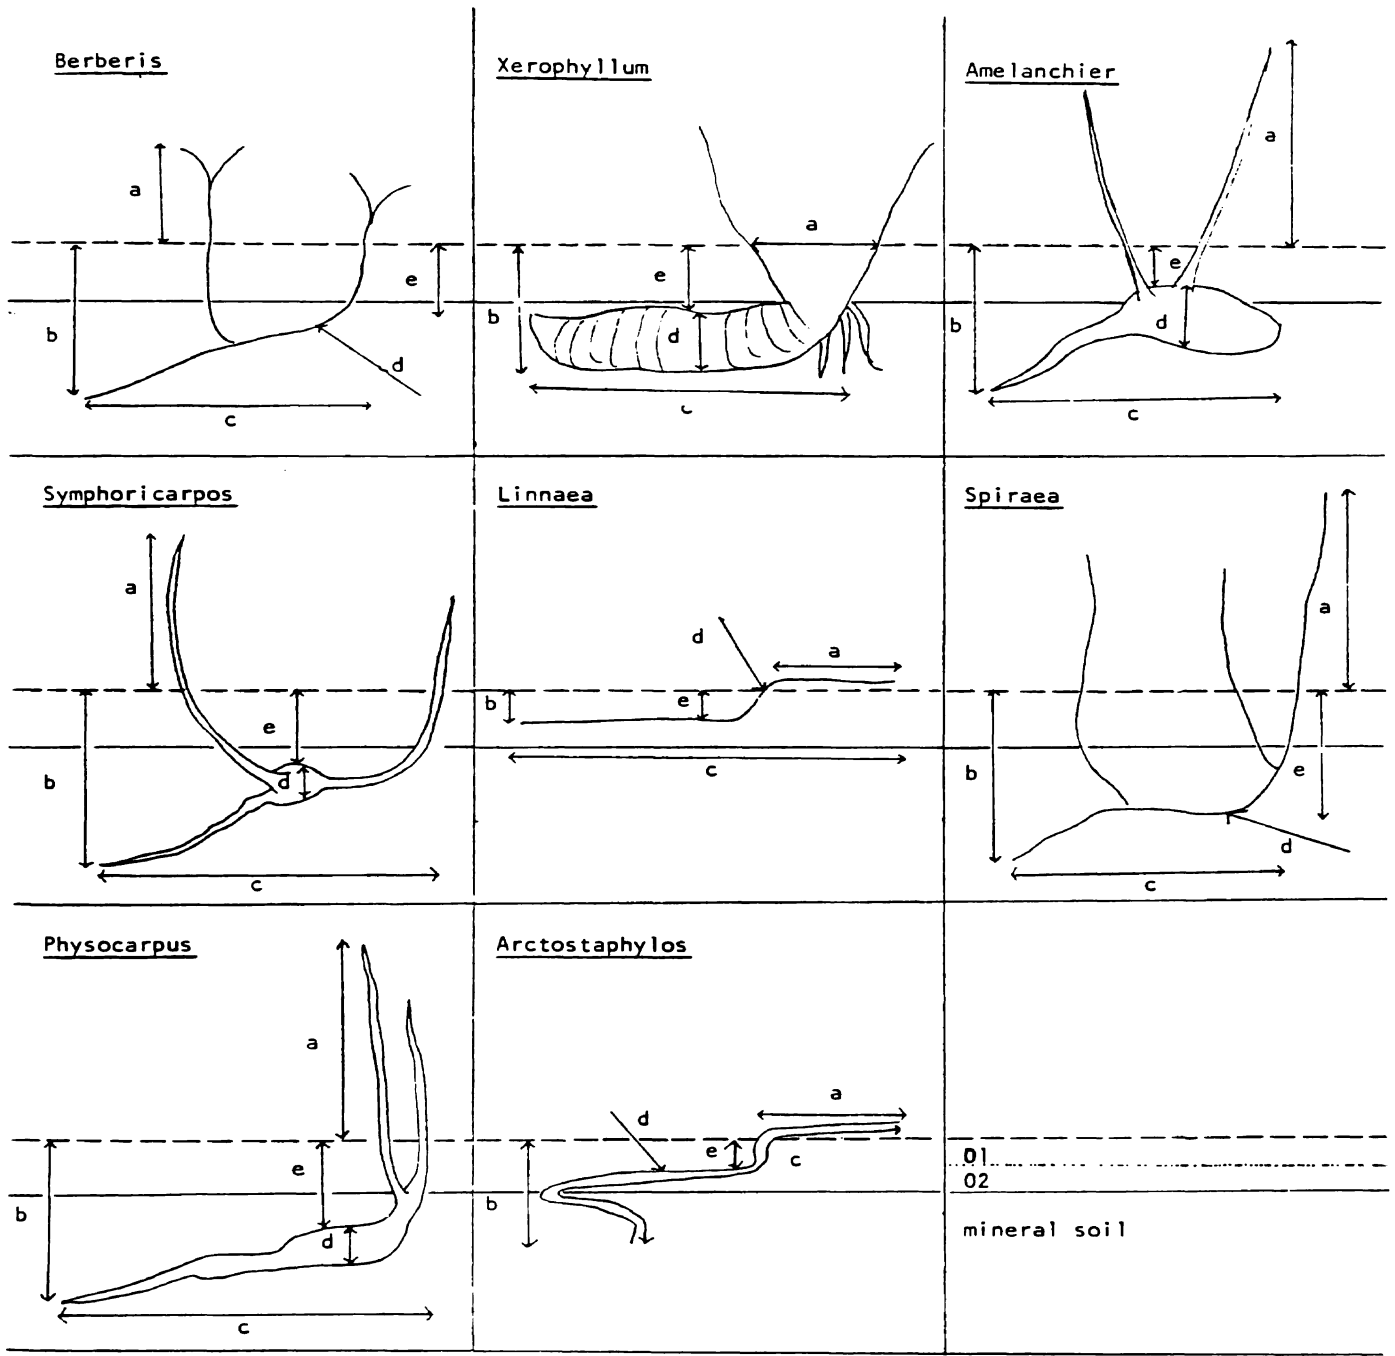 Berberis
a
e
b
d
c
Xerophyllum
a
e
b
d
c
Amelanchier
a
e
b
d
c
Symphoricarpos
a
e
b
d
c
Linnaea
d
a
b
e
c
Spiraea
a
b
e
d
c
Physocarpus
a
e
b
d
c
Arctostaphylos
a
d
e
c
b
01
02
mineral soil